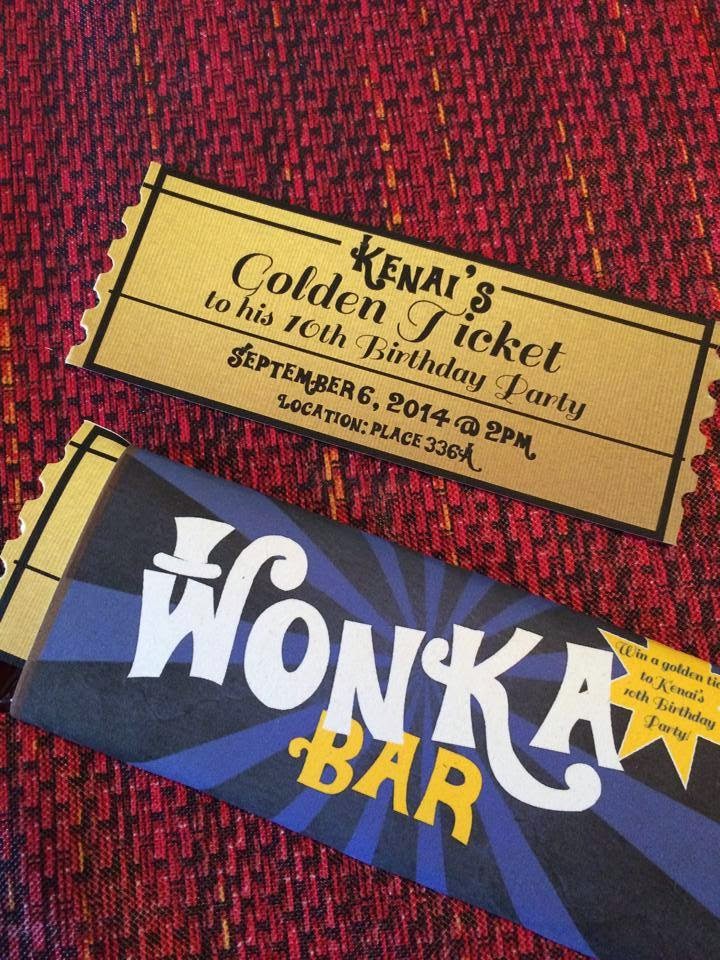 KENAI'S
Golden Ticket
to his 10th Birthday Party
SEPTEMBER 6, 2014 @ 2PM
LOCATION: PLACE 336A
WONKA
BAR
Win a golden
to Kenai's
10th Birthday
Party!